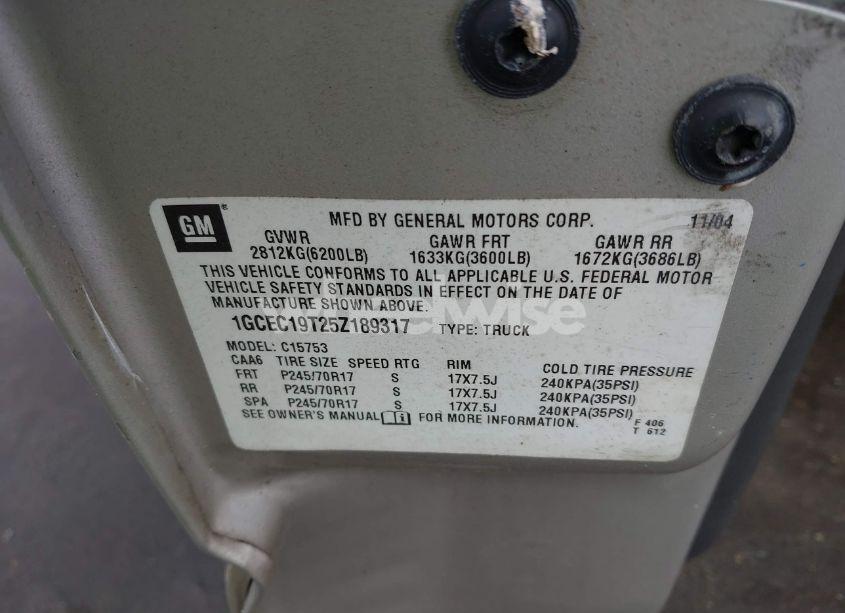 GM®
MFD BY GENERAL MOTORS CORP. 11/04
GVWR GAWR FRT GAWR RR
2812KG(6200LB) 1633KG(3600LB) 1672KG(3686LB)
THIS VEHICLE CONFORMS TO ALL APPLICABLE U.S. FEDERAL MOTOR
VEHICLE SAFETY STANDARDS IN EFFECT ON THE DATE OF
MANUFACTURE SHOWN ABOVE.
1GCEC19T25Z189317 TYPE: TRUCK
MODEL: C15753
CAA6 TIRE SIZE SPEED RTG RIM COLD TIRE PRESSURE
FRT P245/70R17 S 17X7.5J 240KPA(35PSI)
RR P245/70R17 S 17X7.5J 240KPA(35PSI)
SPA P245/70R17 S 17X7.5J 240KPA(35PSI)
SEE OWNER'S MANUAL FOR MORE INFORMATION.
F 406
T 612